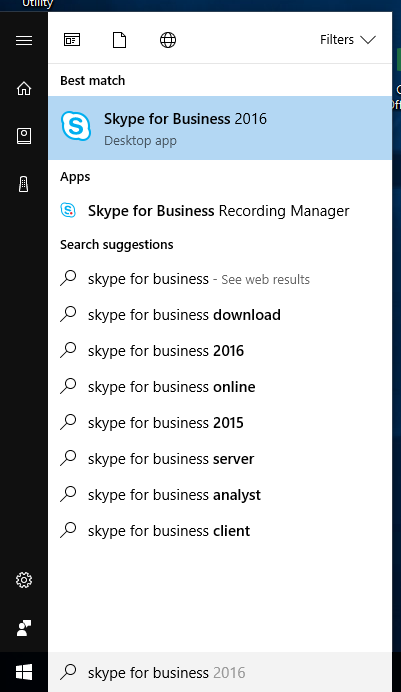 Utility
Filters
Best match
Skype for Business 2016
Desktop app
Apps
Skype for Business Recording Manager
Search suggestions
skype for business - See web results
skype for business download
skype for business 2016
skype for business online
skype for business 2015
skype for business server
skype for business analyst
skype for business client
skype for business 2016